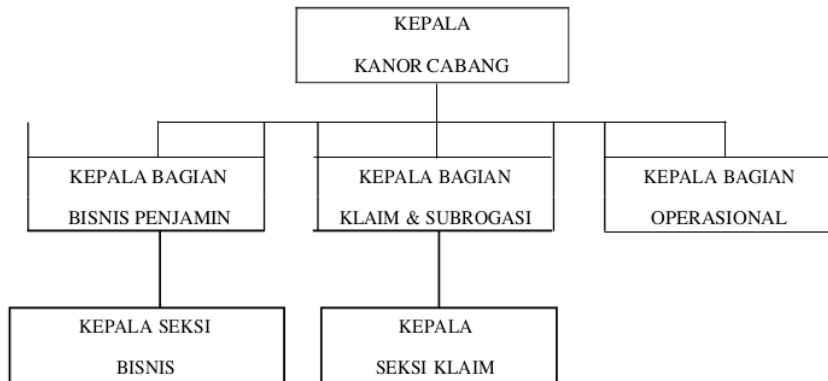 KEPALA
KANOR CABANG
KEPALA BAGIAN
BISNIS PENJAMIN
KEPALA BAGIAN
KLAIM & SUBROGASI
KEPALA BAGIAN
OPERASIONAL
KEPALA SEKSI
BISNIS
KEPALA
SEKSI KLAIM